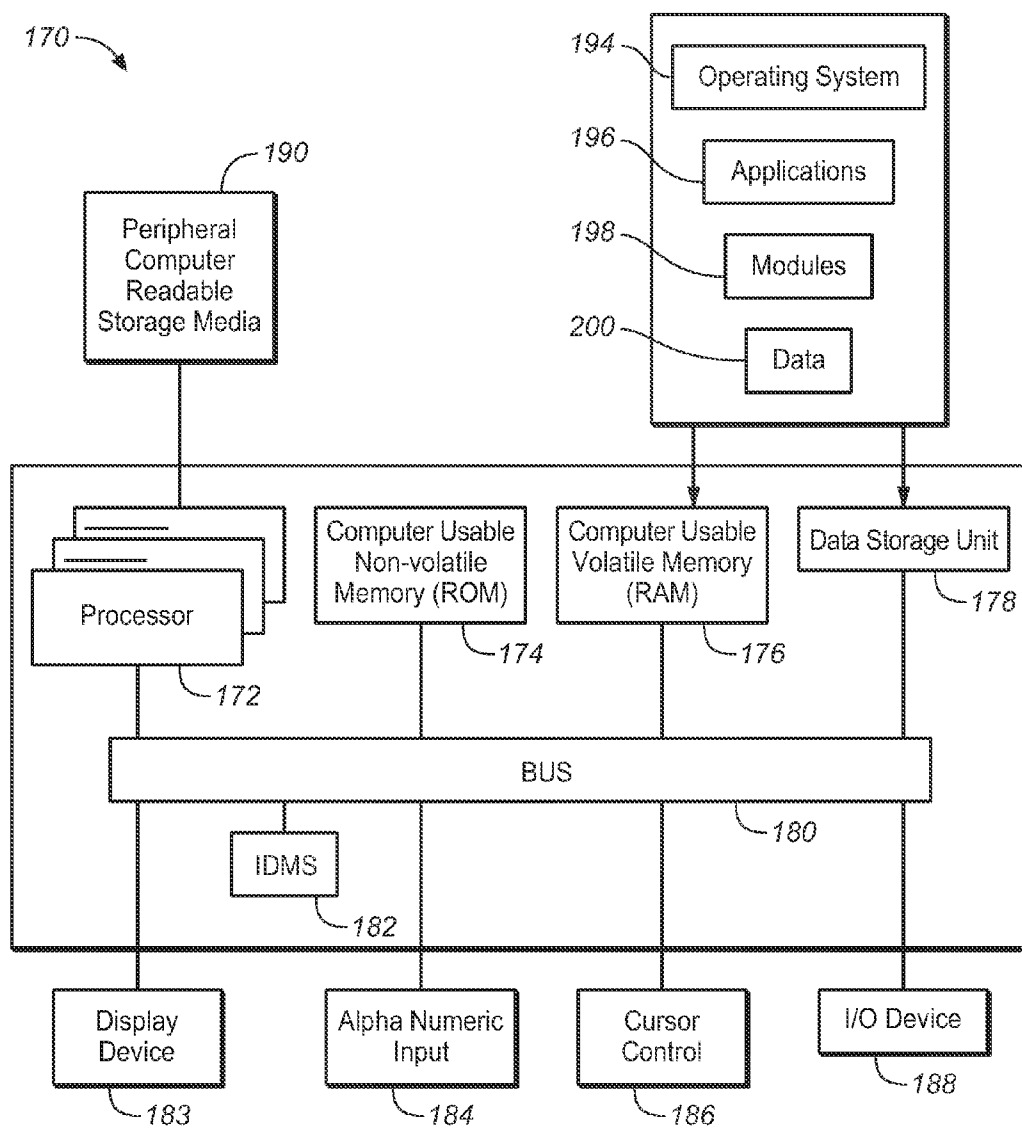 170
194
Operating System
196
Applications
198
Modules
200
Data
190
Peripheral
Computer
Readable
Storage Media
Processor
172
Computer Usable
Non-volatile
Memory (ROM)
174
Computer Usable
Volatile Memory
(RAM)
176
Data Storage Unit
178
BUS
180
IDMS
182
Display
Device
183
Alpha Numeric
Input
184
Cursor
Control
186
I/O Device
188